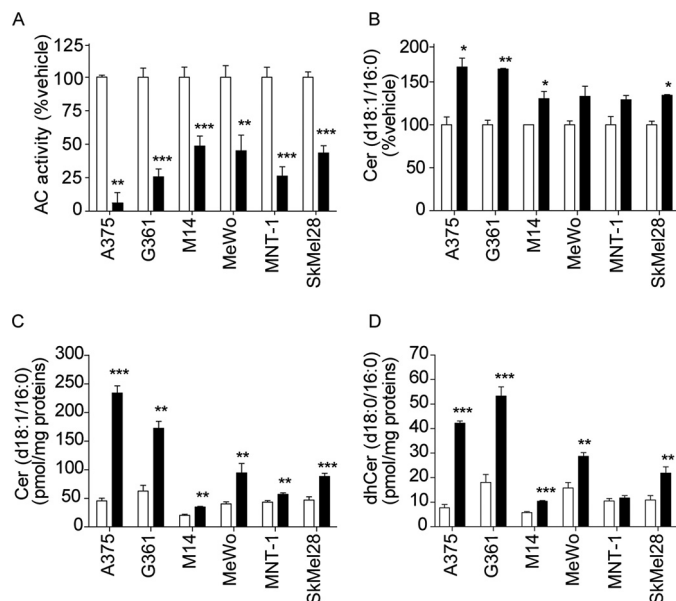 A
AC activity (%vehicle)
125
100
75
50
25
0
**
***
***
**
***
***
A375
G361
M14
MeWo
MNT-1
SkMel28
B
Cer (d18:1/16:0)
(%vehicle)
200
150
100
50
0
*
**
*
*
A375
G361
M14
MeWo
MNT-1
SkMel28
C
Cer (d18:1/16:0)
(pmol/mg proteins)
300
250
200
150
100
50
0
***
**
**
**
**
***
A375
G361
M14
MeWo
MNT-1
SkMel28
D
dhCer (d18:0/16:0)
(pmol/mg proteins)
70
60
50
40
30
20
10
0
***
***
***
**
**
A375
G361
M14
MeWo
MNT-1
SkMel28